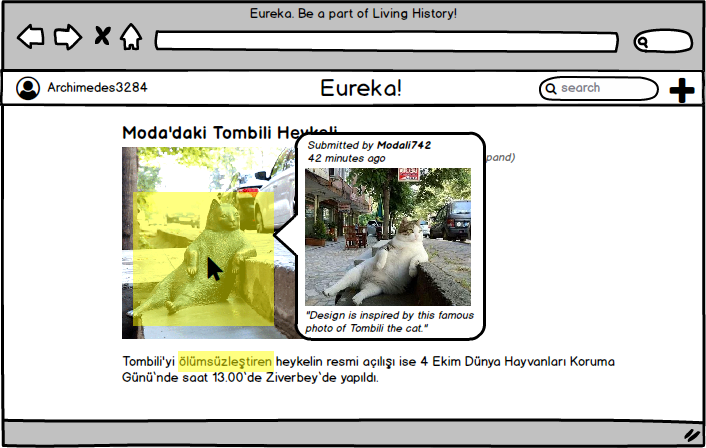 Eureka. Be a part of Living History!
Archimedes3284
Eureka!
search
Moda'daki Tombili Heykeli
pand)
Submitted by Modali742
42 minutes ago
"Design is inspired by this famous
photo of Tombili the cat."
Tombili'yi ölümsüzleştiren heykelin resmi açılışı ise 4 Ekim Dünya Hayvanları Koruma
Günü`nde saat 13.00`de Ziverbey`de yapıldı.